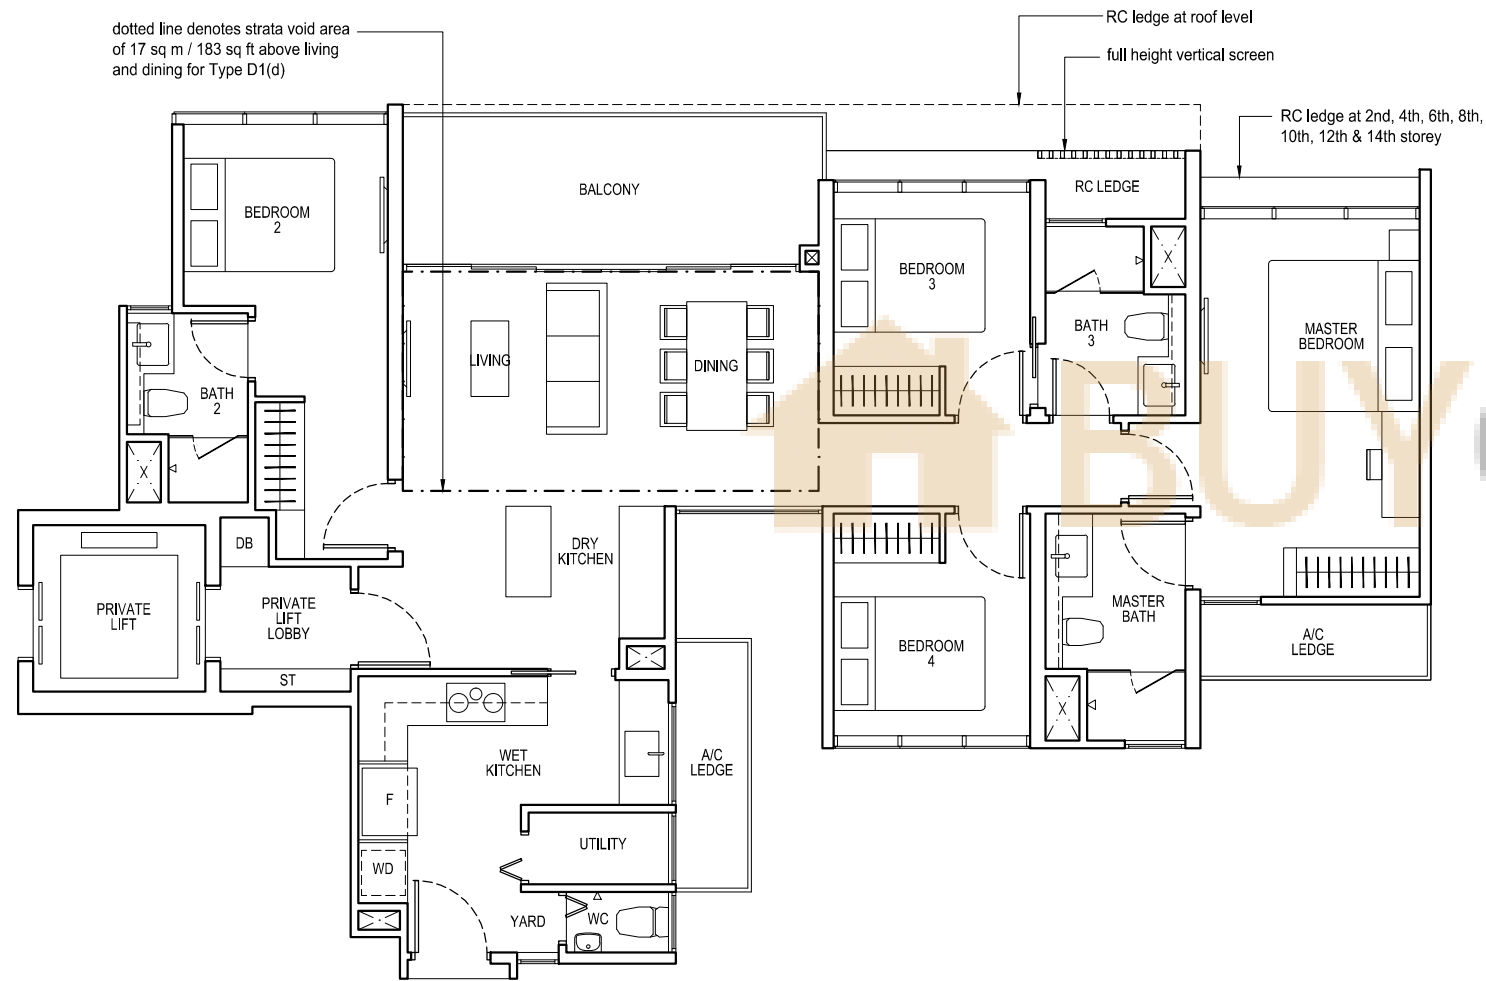 dotted line denotes strata void area
of 17 sq m / 183 sq ft above living
and dining for Type D1(d)
RC ledge at roof level
full height vertical screen
RC ledge at 2nd, 4th, 6th, 8th,
10th, 12th & 14th storey
BEDROOM
2
BALCONY
RC LEDGE
BEDROOM
3
X
BATH
3
MASTER
BEDROOM
LIVING
DINING
BATH
2
X
BUY
DB
DRY
KITCHEN
PRIVATE
LIFT
PRIVATE
LIFT
LOBBY
MASTER
BATH
A/C
LEDGE
BEDROOM
4
ST
X
WET
KITCHEN
A/C
LEDGE
F
UTILITY
WD
YARD
WC